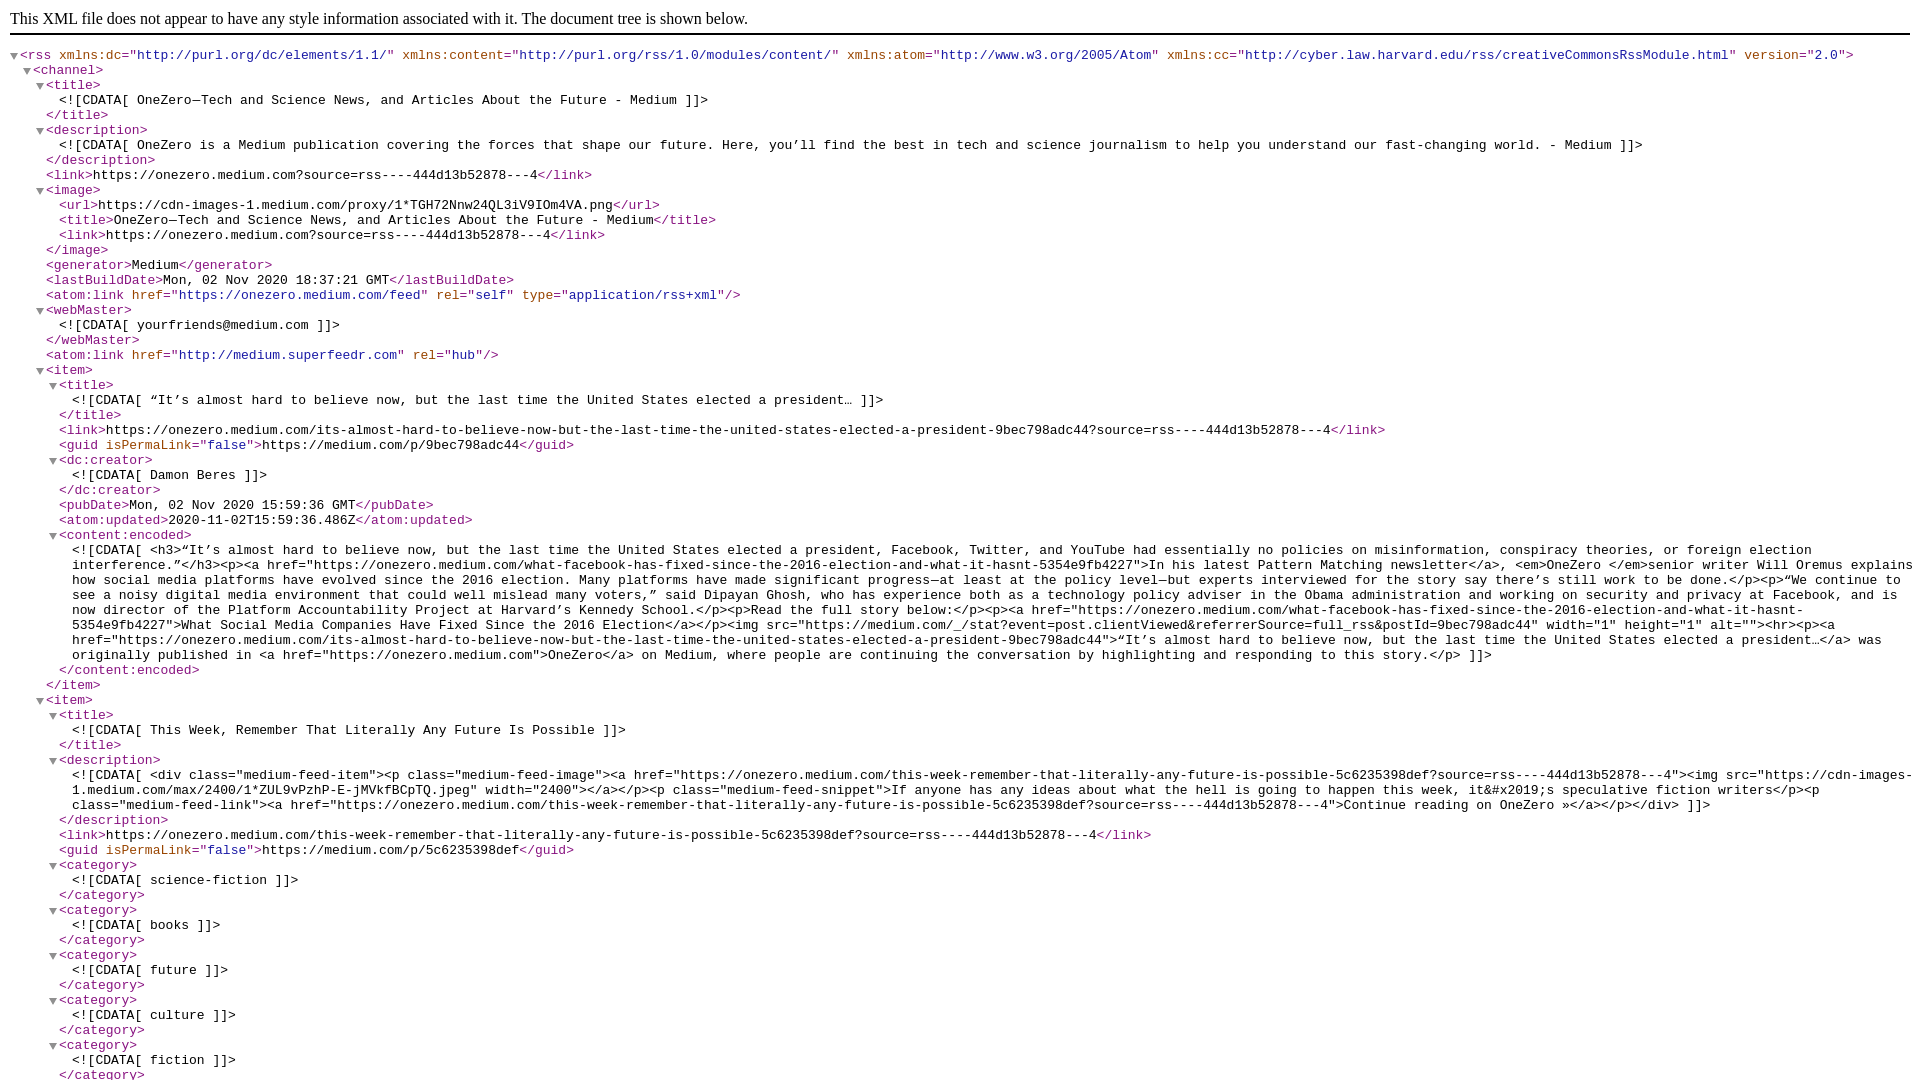 This XML file does not appear to have any style information associated with it. The document tree is shown below.
<rss xmlns:dc="http://purl.org/dc/elements/1.1/" xmlns:content="http://purl.org/rss/1.0/modules/content/" xmlns:atom="http://www.w3.org/2005/Atom" xmlns:cc="http://cyber.law.harvard.edu/rss/creativeCommonsRssModule.html" version="2.0">
<channel>
<title>
<![CDATA[ OneZero—Tech and Science News, and Articles About the Future - Medium ]]>
</title>
<description>
<![CDATA[ OneZero is a Medium publication covering the forces that shape our future. Here, you’ll find the best in tech and science journalism to help you understand our fast-changing world. - Medium ]]>
</description>
<link>https://onezero.medium.com?source=rss----444d13b52878---4</link>
<image>
<url>https://cdn-images-1.medium.com/proxy/1*TGH72Nnw24QL3iV9IOm4VA.png</url>
<title>OneZero—Tech and Science News, and Articles About the Future - Medium</title>
<link>https://onezero.medium.com?source=rss----444d13b52878---4</link>
</image>
<generator>Medium</generator>
<lastBuildDate>Mon, 02 Nov 2020 18:37:21 GMT</lastBuildDate>
<atom:link href="https://onezero.medium.com/feed" rel="self" type="application/rss+xml"/>
<webMaster>
<![CDATA[ yourfriends@medium.com ]]>
</webMaster>
<atom:link href="http://medium.superfeedr.com" rel="hub"/>
<item>
<title>
<![CDATA[ “It’s almost hard to believe now, but the last time the United States elected a president… ]]>
</title>
<link>https://onezero.medium.com/its-almost-hard-to-believe-now-but-the-last-time-the-united-states-elected-a-president-9bec798adc44?source=rss----444d13b52878---4</link>
<guid isPermaLink="false">https://medium.com/p/9bec798adc44</guid>
<dc:creator>
<![CDATA[ Damon Beres ]]>
</dc:creator>
<pubDate>Mon, 02 Nov 2020 15:59:36 GMT</pubDate>
<atom:updated>2020-11-02T15:59:36.486Z</atom:updated>
<content:encoded>
<![CDATA[ <h3>“It’s almost hard to believe now, but the last time the United States elected a president, Facebook, Twitter, and YouTube had essentially no policies on misinformation, conspiracy theories, or foreign election
interference.”</h3><p><a href="https://onezero.medium.com/what-facebook-has-fixed-since-the-2016-election-and-what-it-hasnt-5354e9fb4227">In his latest Pattern Matching newsletter</a>, <em>OneZero </em>senior writer Will Oremus explains
how social media platforms have evolved since the 2016 election. Many platforms have made significant progress—at least at the policy level—but experts interviewed for the story say there’s still work to be done.</p><p>“We continue to
see a noisy digital media environment that could well mislead many voters,” said Dipayan Ghosh, who has experience both as a technology policy adviser in the Obama administration and working on security and privacy at Facebook, and is
now director of the Platform Accountability Project at Harvard’s Kennedy School.</p><p>Read the full story below:</p><p><a href="https://onezero.medium.com/what-facebook-has-fixed-since-the-2016-election-and-what-it-hasnt-
5354e9fb4227">What Social Media Companies Have Fixed Since the 2016 Election</a></p><img src="https://medium.com/_/stat?event=post.clientViewed&referrerSource=full_rss&postId=9bec798adc44" width="1" height="1" alt=""><hr><p><a
href="https://onezero.medium.com/its-almost-hard-to-believe-now-but-the-last-time-the-united-states-elected-a-president-9bec798adc44">“It’s almost hard to believe now, but the last time the United States elected a president…</a> was
originally published in <a href="https://onezero.medium.com">OneZero</a> on Medium, where people are continuing the conversation by highlighting and responding to this story.</p> ]]>
</content:encoded>
</item>
<item>
<title>
<![CDATA[ This Week, Remember That Literally Any Future Is Possible ]]>
</title>
<description>
<![CDATA[ <div class="medium-feed-item"><p class="medium-feed-image"><a href="https://onezero.medium.com/this-week-remember-that-literally-any-future-is-possible-5c6235398def?source=rss----444d13b52878---4"><img src="https://cdn-images-
1.medium.com/max/2400/1*ZUL9vPzhP-E-jMVkfBCpTQ.jpeg" width="2400"></a></p><p class="medium-feed-snippet">If anyone has any ideas about what the hell is going to happen this week, it&#x2019;s speculative fiction writers</p><p
class="medium-feed-link"><a href="https://onezero.medium.com/this-week-remember-that-literally-any-future-is-possible-5c6235398def?source=rss----444d13b52878---4">Continue reading on OneZero »</a></p></div> ]]>
</description>
<link>https://onezero.medium.com/this-week-remember-that-literally-any-future-is-possible-5c6235398def?source=rss----444d13b52878---4</link>
<guid isPermaLink="false">https://medium.com/p/5c6235398def</guid>
<category>
<![CDATA[ science-fiction ]]>
</category>
<category>
<![CDATA[ books ]]>
</category>
<category>
<![CDATA[ future ]]>
</category>
<category>
<![CDATA[ culture ]]>
</category>
<category>
<![CDATA[ fiction ]]>
</category>